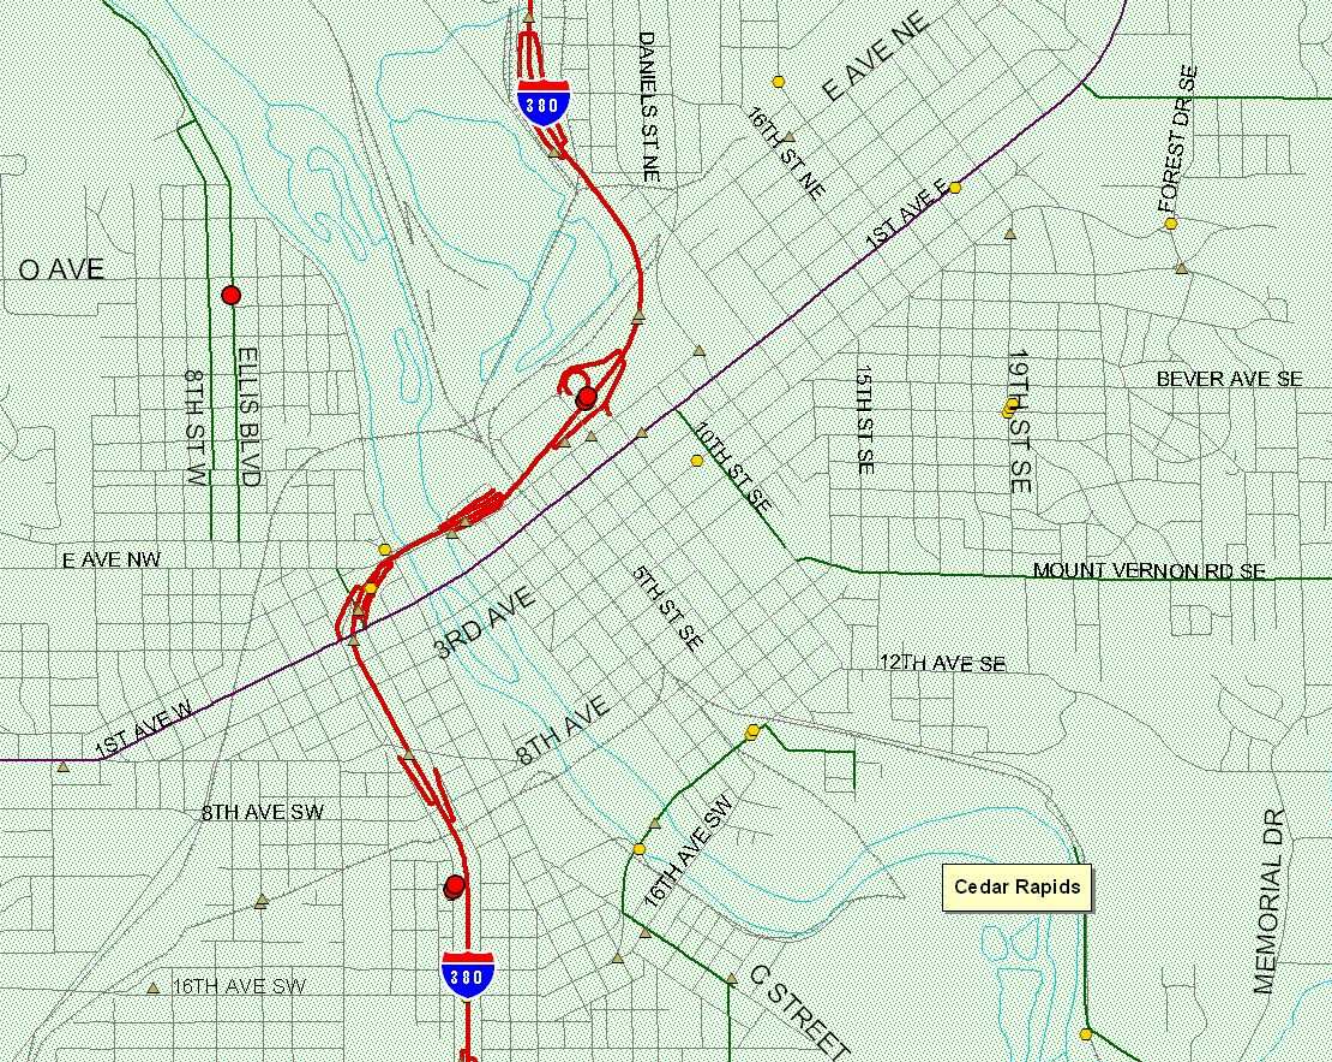 E AVE NE
DANIELS ST NE
380
16TH ST NE
FOREST DR SE
1ST AVE E
O AVE
8TH ST W
ELLIS BLVD
15TH ST SE
19TH ST SE
BEVER AVE SE
10TH ST SE
E AVE NW
MOUNT VERNON RD SE
5TH ST SE
3RD AVE
12TH AVE SE
1ST AVE W
8TH AVE
8TH AVE SW
16TH AVE SW
Cedar Rapids
MEMORIAL DR
380
16TH AVE SW
C STREET